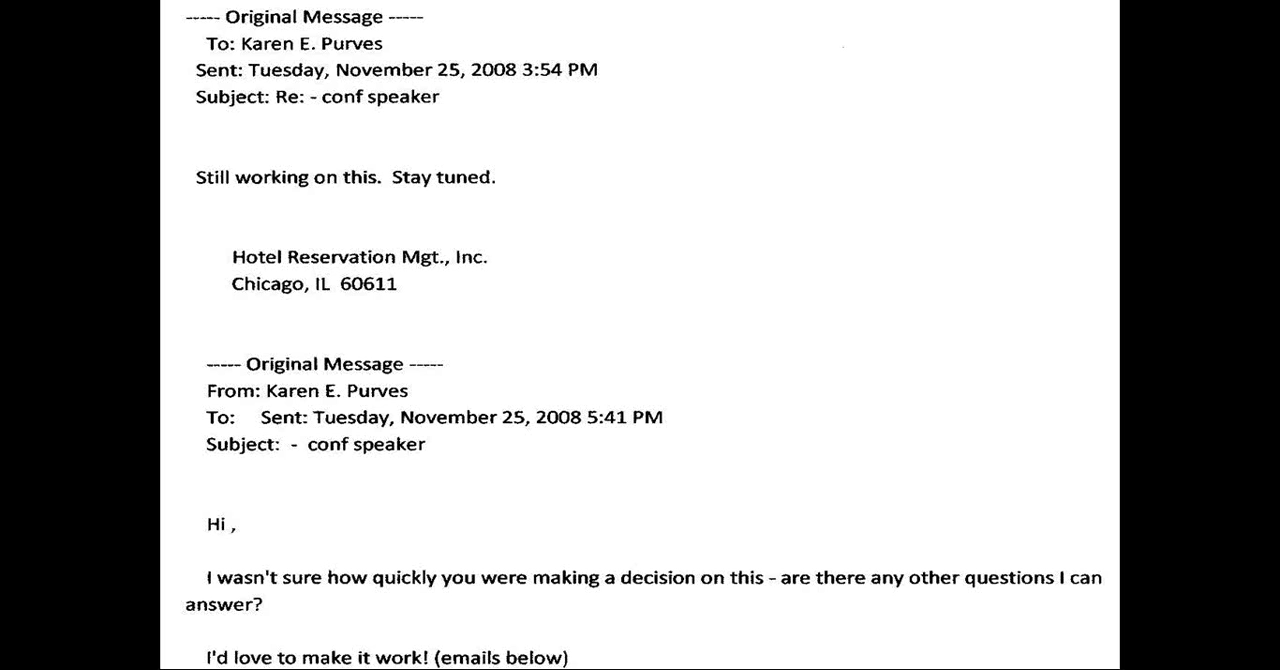 ----- Original Message -----
To: Karen E. Purves
Sent: Tuesday, November 25, 2008 3:54 PM
Subject: Re: - conf speaker
Still working on this.  Stay tuned.
Hotel Reservation Mgt., Inc.
Chicago, IL  60611
----- Original Message -----
From: Karen E. Purves
To:    Sent: Tuesday, November 25, 2008 5:41 PM
Subject:  -  conf speaker
Hi ,
I wasn't sure how quickly you were making a decision on this - are there any other questions I can
answer?
I'd love to make it work! (emails below)